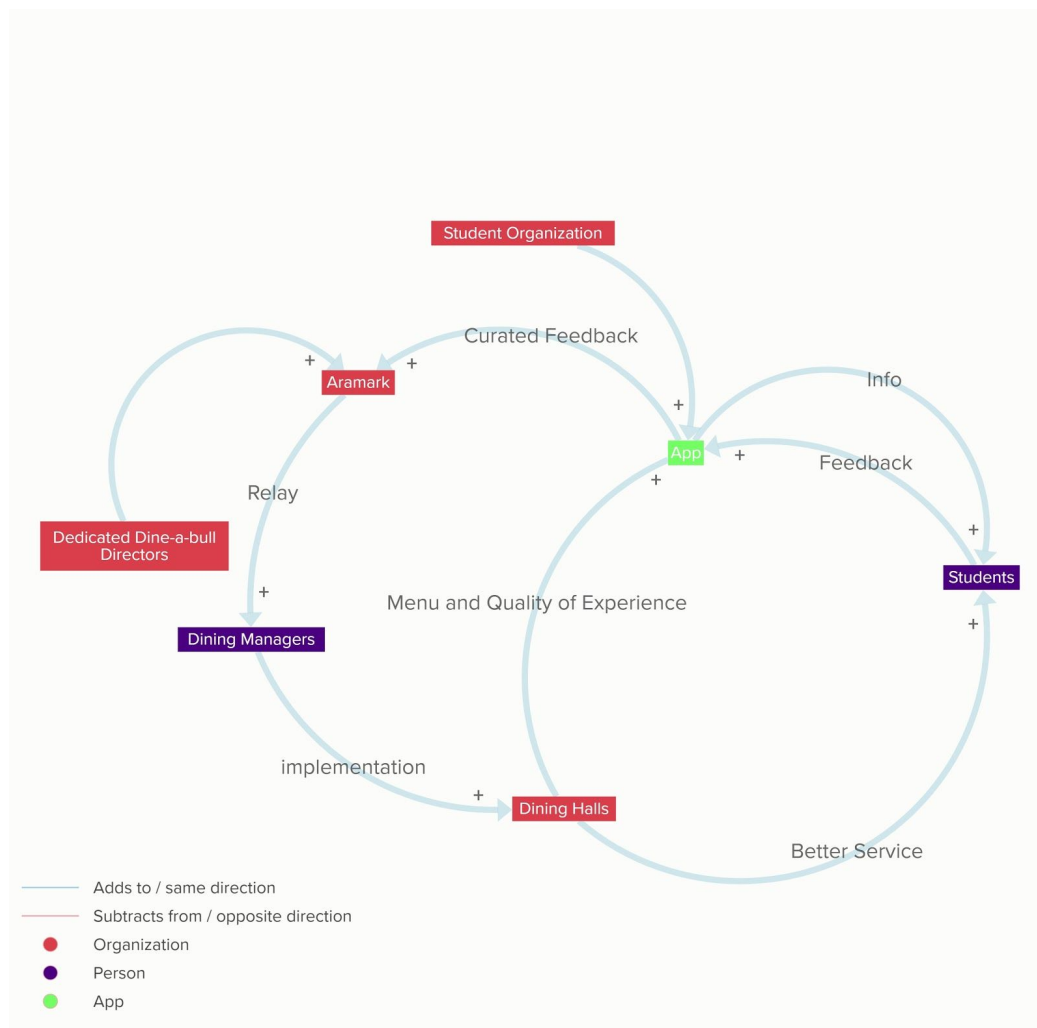 Student Organization
Curated Feedback
+
+
Aramark
Info
+
App
Feedback
+
+
Relay
+
Dedicated Dine-a-bull
Directors
Students
+
+
Menu and Quality of Experience
Dining Managers
implementation
+
Dining Halls
Better Service
Adds to / same direction
Subtracts from / opposite direction
Organization
Person
App